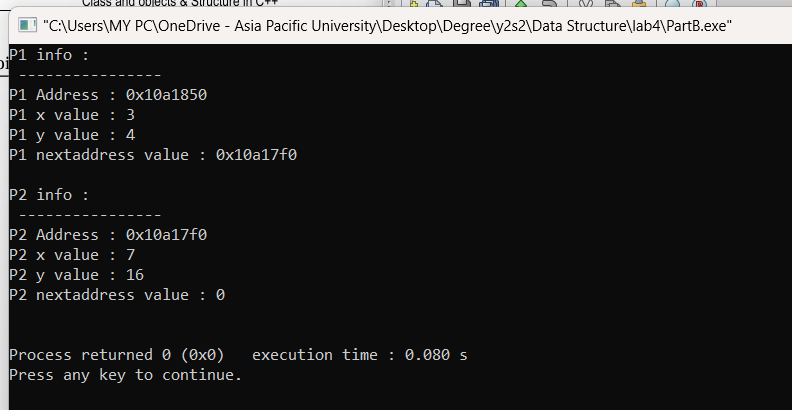 Class and objects & Structure in C++
"C:\Users\MY PC\OneDrive - Asia Pacific University\Desktop\Degree\y2s2\Data Structure\lab4\PartB.exe"
P1 info :
----------------
P1 Address : 0x10a1850
P1 x value : 3
P1 y value : 4
P1 nextaddress value : 0x10a17f0
P2 info :
----------------
P2 Address : 0x10a17f0
P2 x value : 7
P2 y value : 16
P2 nextaddress value : 0
Process returned 0 (0x0)   execution time : 0.080 s
Press any key to continue.